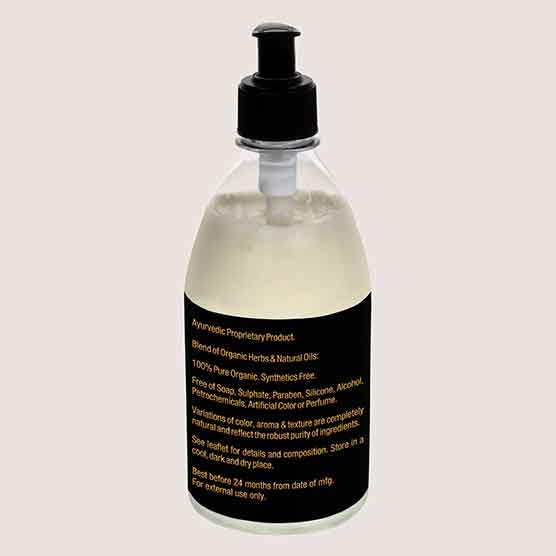 Ayurvedic Proprietary Product.
Blend of Organic Herbs & Natural Oils:
100% Pure Organic. Synthetics Free.
Free of Soap, Sulphate, Paraben, Silicone, Alcohol,
Petrochemicals, Artificial Color or Perfume.
Variations of color, aroma & texture are completely
natural and reflect the robust purity of ingredients.
See leaflet for details and composition. Store in a
cool, dark and dry place.
Best before 24 months from date of mfg.
For external use only.